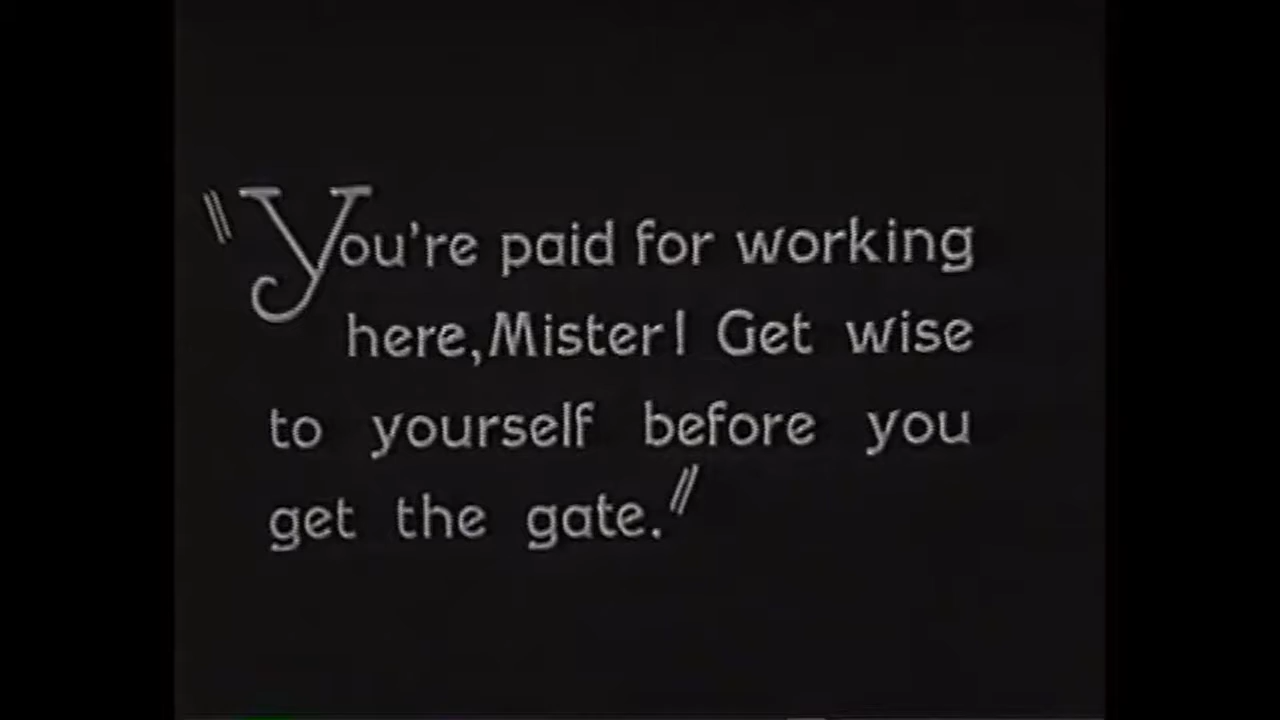 "You're paid for working
here, Mister! Get wise
to yourself before you
get the gate."